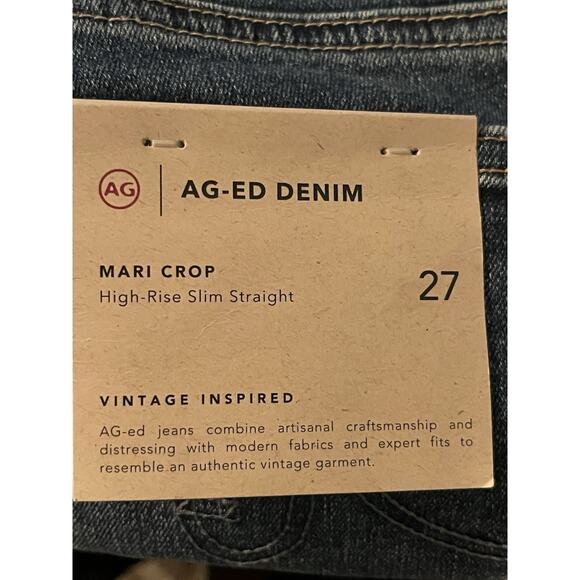 AG
AG-ED DENIM
MARI CROP
High-Rise Slim Straight
27
VINTAGE INSPIRED
AG-ed jeans combine artisanal craftsmanship and
distressing with modern fabrics and expert fits to
resemble an authentic vintage garment.